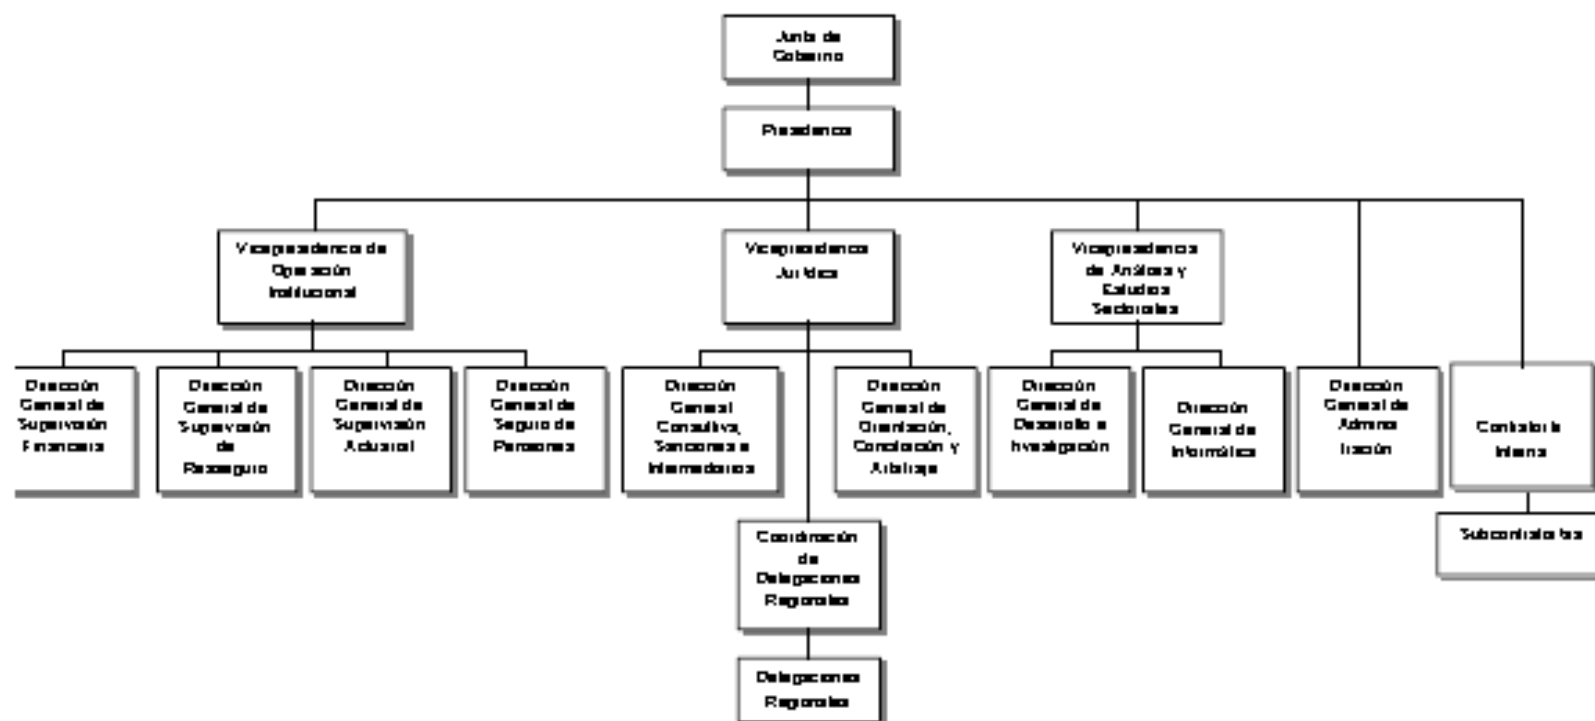 Junta de
Gobierno
Presidencia
Vicepresidencia de
Operación
Institucional
Vicepresidencia
Jurídica
Vicepresidencia
de Análisis y
Estudios
Sectoriales
Dirección
General de
Supervisión
Financiera
Dirección
General de
Supervisión
de
Reaseguro
Dirección
General de
Supervisión
Actuarial
Dirección
General de
Seguro de
Pensiones
Dirección
General
Consultiva,
Sanciones e
Intermediarios
Dirección
General de
Orientación,
Conciliación y
Arbitraje
Dirección
General de
Desarrollo e
Investigación
Dirección
General de
Informática
Dirección
General de
Adminis
tración
Contraloría
Interna
Subcontralorías
Coordinación
de
Delegaciones
Regionales
Delegaciones
Regionales